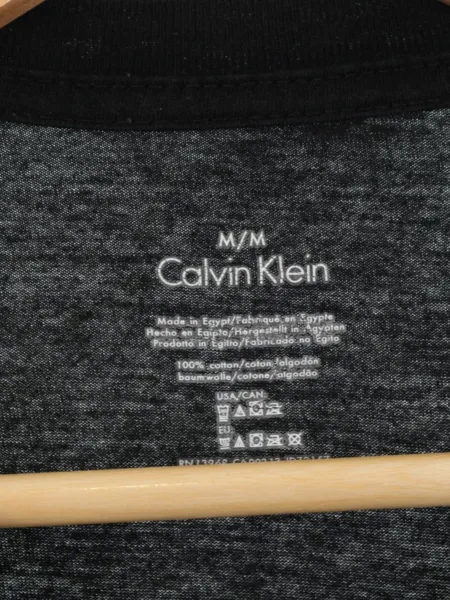 M/M
Calvin Klein
Made in Egypt/Fabriqué en Egypte
Hecho en Egipto/Hergestellt in Ägypten
Prodotto in Egitto/Fabricado no Egito
100% cotton/coton/algodón
baumwolle/cotone/algodão
USA/CAN:
EU: